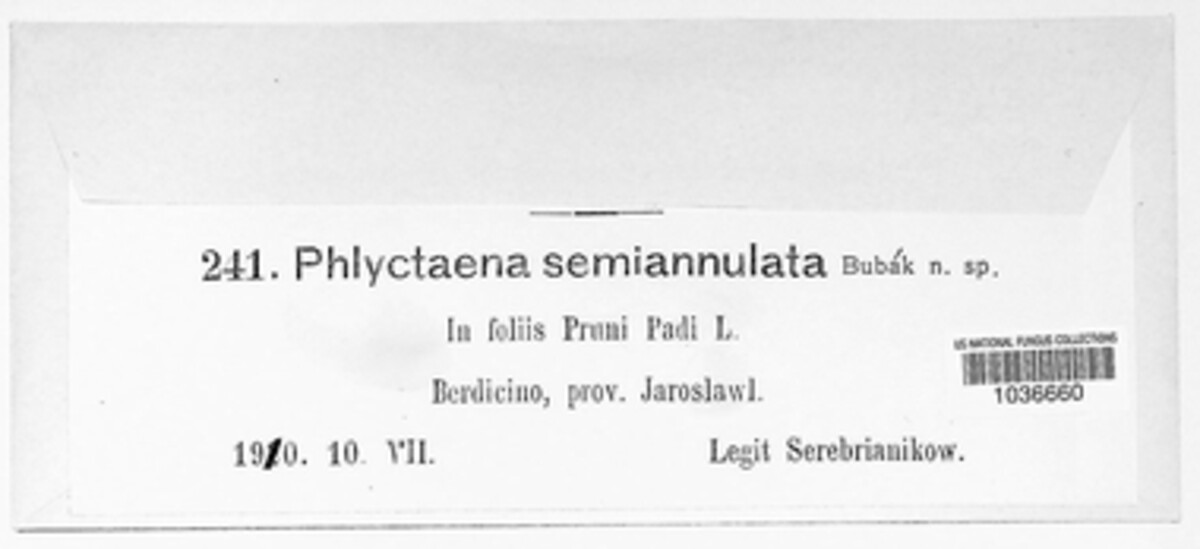 241. Phlyctaena semiannulata Bubák n. sp.
In foliis Pruni Padi L.
Berdicino, prov. Jaroslawl.
US NATIONAL FUNGUS COLLECTIONS
1036660
1910. 10. VII.
Legit Serebrianikow.